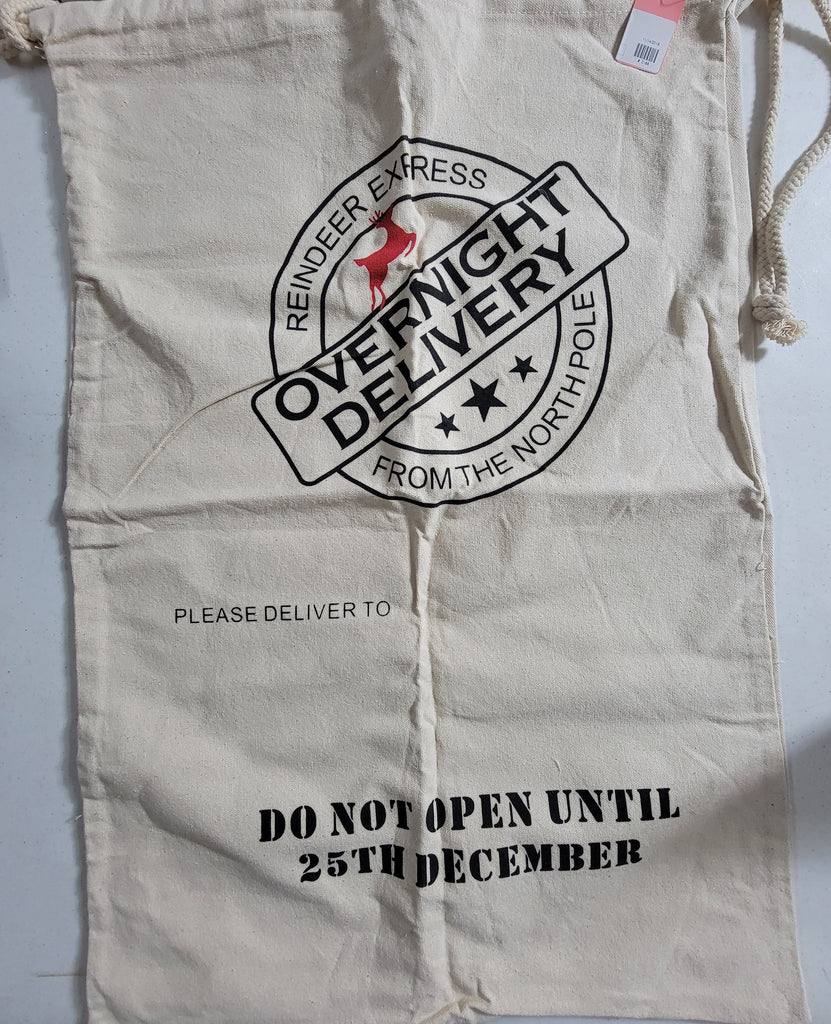 REINDEER EXPRESS
OVERNIGHT
DELIVERY
FROM THE NORTH POLE
PLEASE DELIVER TO
DO NOT OPEN UNTIL
25TH DECEMBER